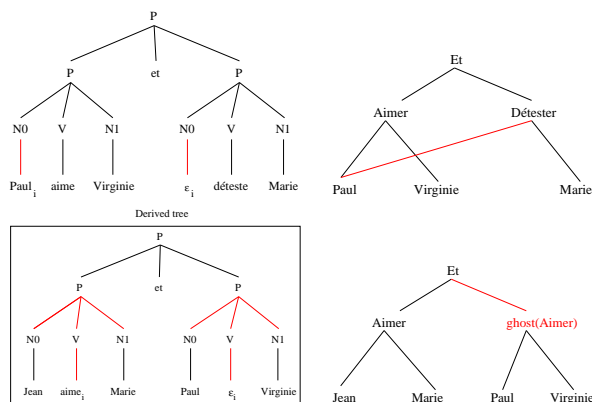 P
P et P
N0 V N1 N0 V N1
Paul i aime Virginie ε i déteste Marie
Et
Aimer Détester
Paul Virginie Marie
Derived tree
P
P et P
N0 V N1 N0 V N1
Jean aime i Marie Paul ε i Virginie
Et
Aimer ghost(Aimer)
Jean Marie Paul Virginie